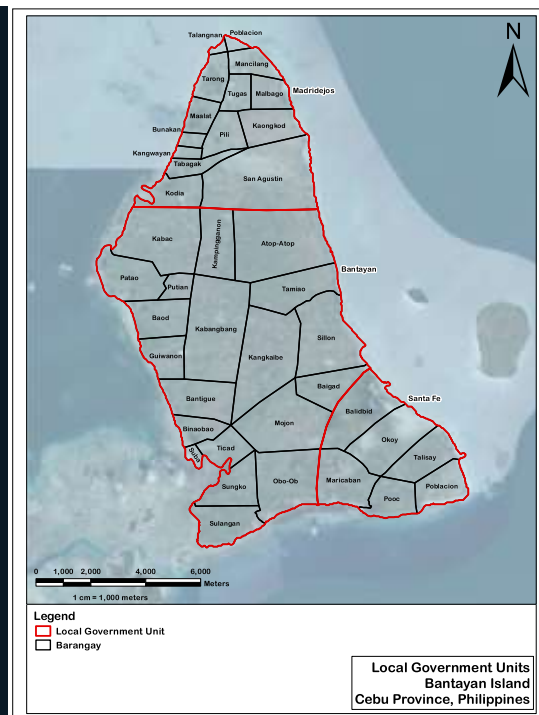 N
Talangnan
Poblacion
Mancilang
Tarong
Madridejos
Tugas
Malbago
Maalat
Kaongkod
Bunakan
Pili
Kangwayan
Tabagak
San Agustin
Kodia
Kabac
Kampingganon
Atop-Atop
Bantayan
Patao
Putian
Tamiao
Baod
Kabangbang
Sillon
Guiwanon
Kangkaibe
Baigad
Bantigue
Santa Fe
Balidbid
Binaobao
Mojon
Okoy
Suba
Ticad
Talisay
Sungko
Obo-Ob
Maricaban
Poblacion
Pooc
Sulangan
0 1,000 2,000 4,000 6,000
Meters
1 cm = 1,000 meters
Legend
Local Government Unit
Barangay
Local Government Units
Bantayan Island
Cebu Province, Philippines